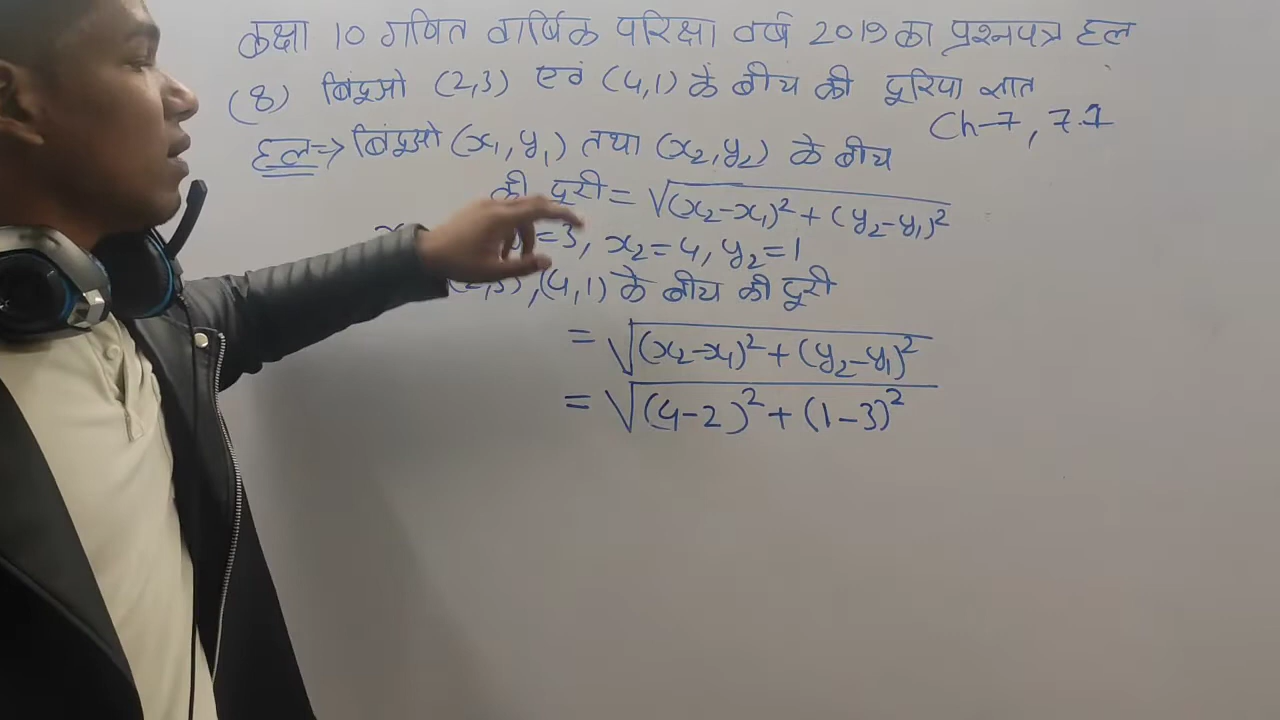 कक्षा 10 गणित वार्षिक परिक्षा वर्ष 2019 का प्रश्नपत्र हल
(8) बिंदूओ (2,3) एवं (4,1) के बीच की दूरिया ज्ञात
Ch-7, 7.1
हल⇒ बिंदूओ (x₁, y₁) तथा (x₂, y₂) के बीच
की दूरी = √(x₂-x₁)² + (y₂-y₁)²
=3, x₂=4, y₂=1
,(4,1) के बीच की दूरी
= √(x₂-x₁)² + (y₂-y₁)²
= √(4-2)² + (1-3)²